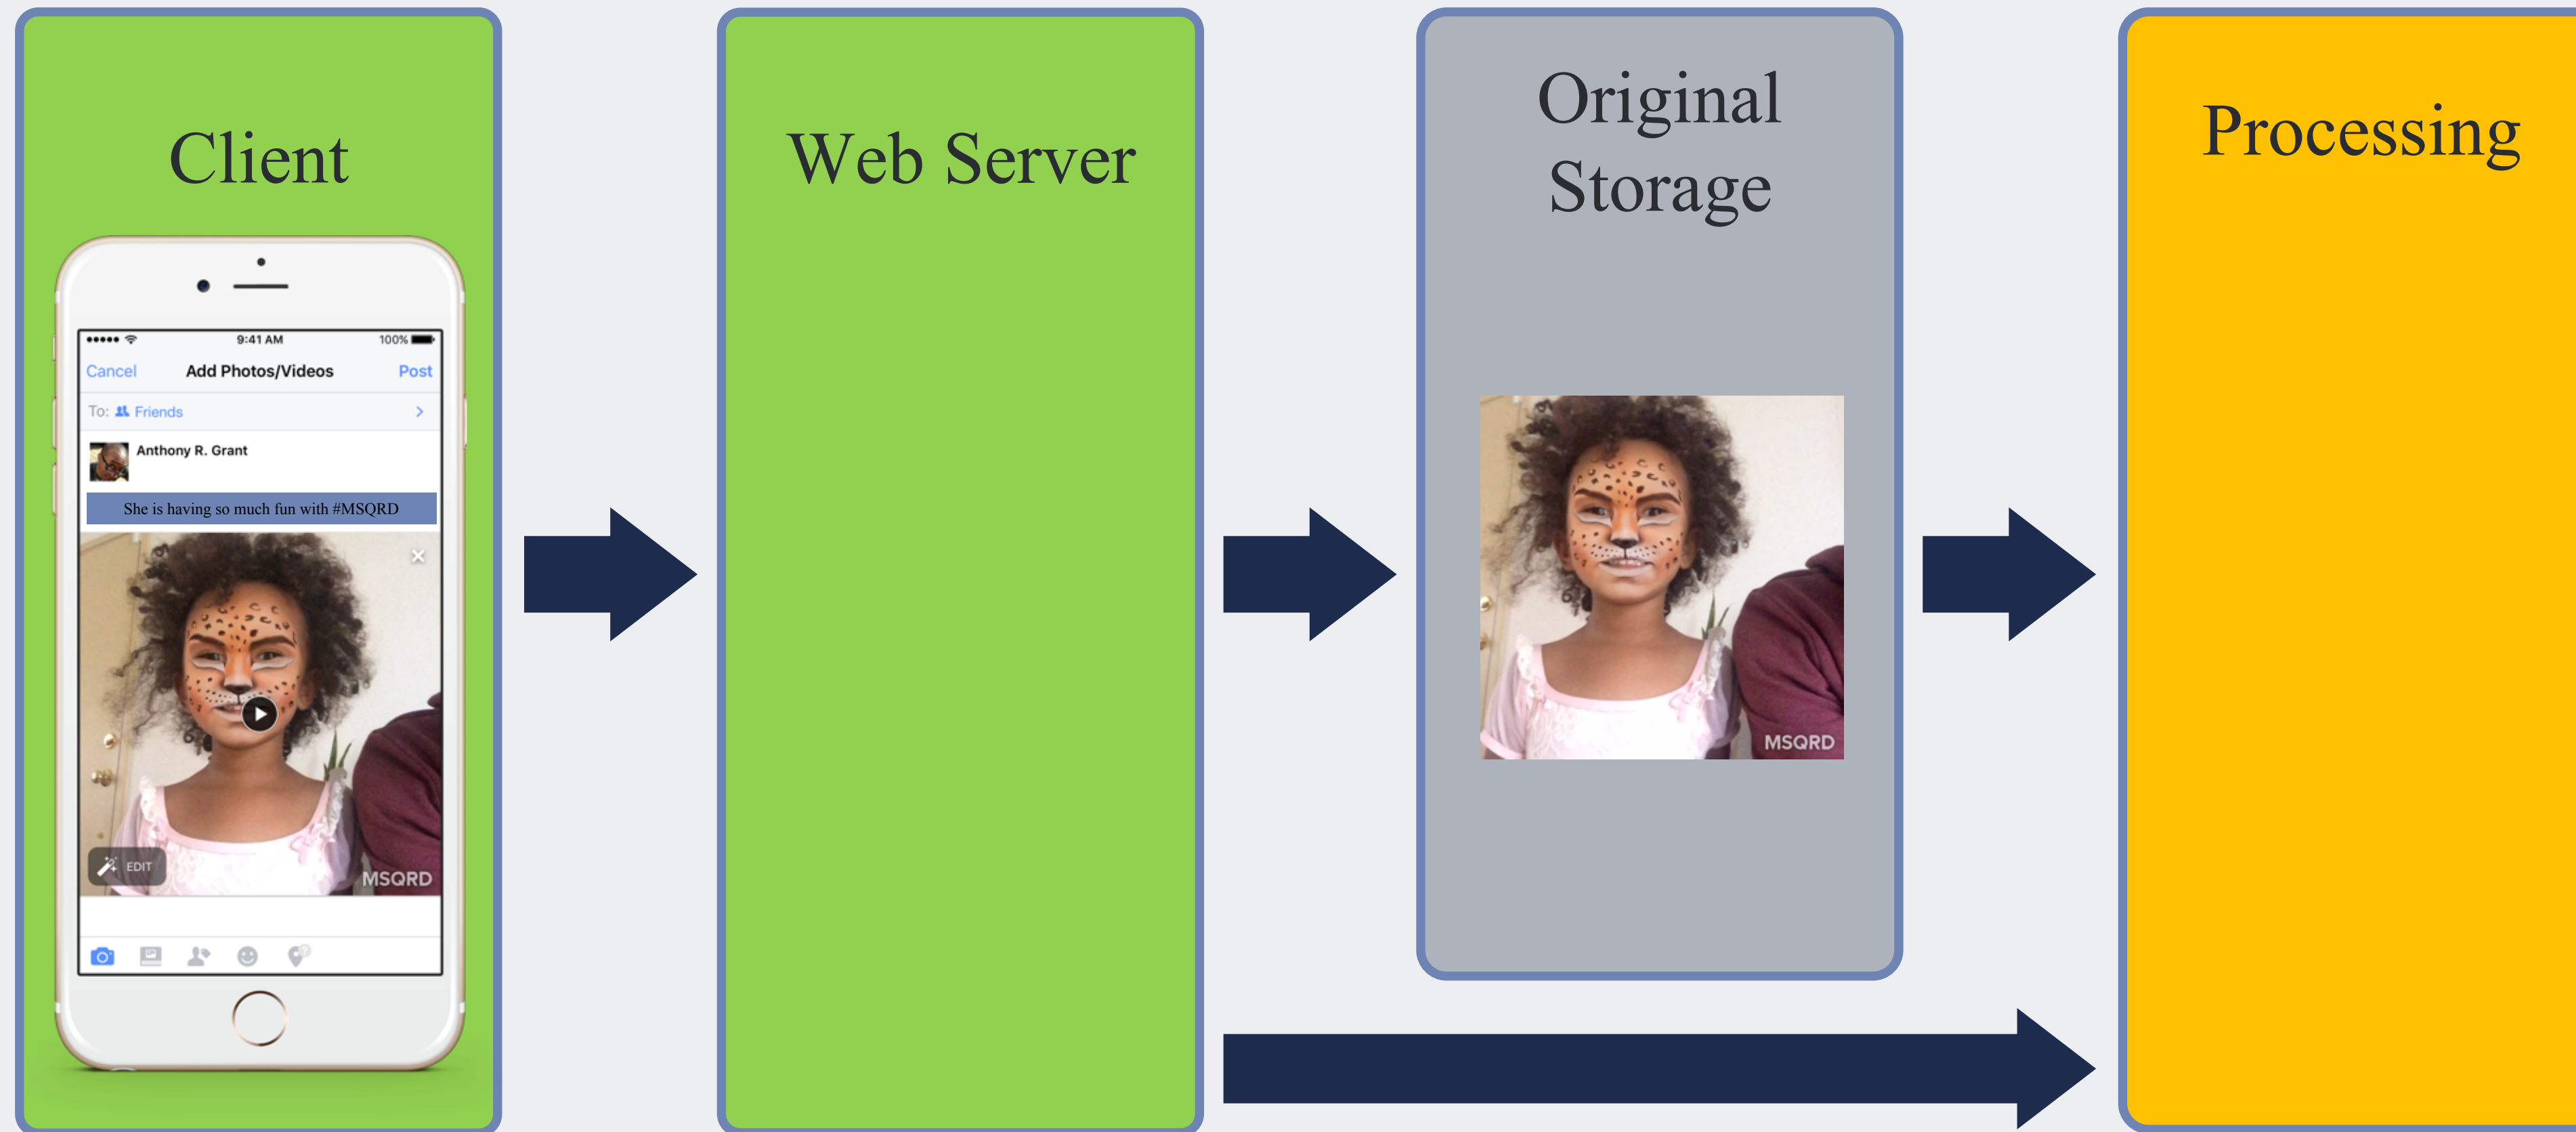 Client
9:41 AM 100%
Cancel Add Photos/Videos Post
To: Friends
Anthony R. Grant
She is having so much fun with #MSQRD
EDIT
MSQRD
Web Server
Original
Storage
MSQRD
Processing